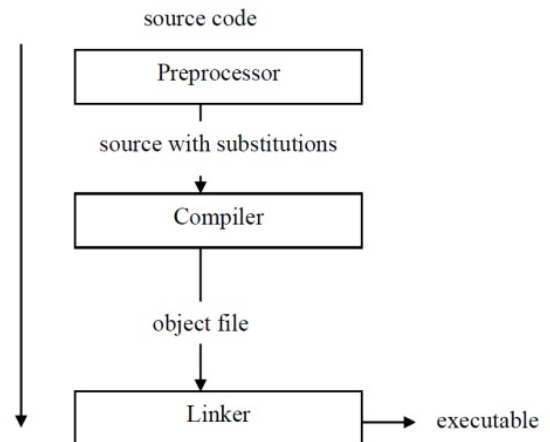 source code
Preprocessor
source with substitutions
Compiler
object file
Linker
executable